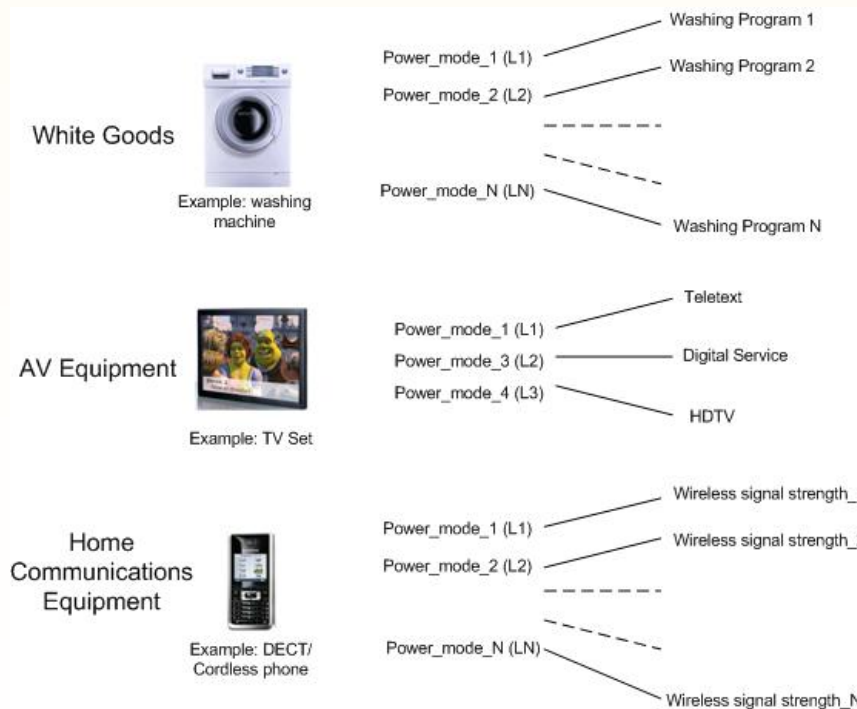 Washing Program 1
Power_mode_1 (L1)
Washing Program 2
Power_mode_2 (L2)
White Goods
Power_mode_N (LN)
Example: washing
machine
Washing Program N
Teletext
Power_mode_1 (L1)
Digital Service
Power_mode_3 (L2)
AV Equipment
Power_mode_4 (L3)
HDTV
Example: TV Set
Wireless signal strength_
Power_mode_1 (L1)
Wireless signal strength_
Power_mode_2 (L2)
Home
Communications
Equipment
Example: DECT/
Cordless phone
Power_mode_N (LN)
Wireless signal strength_N